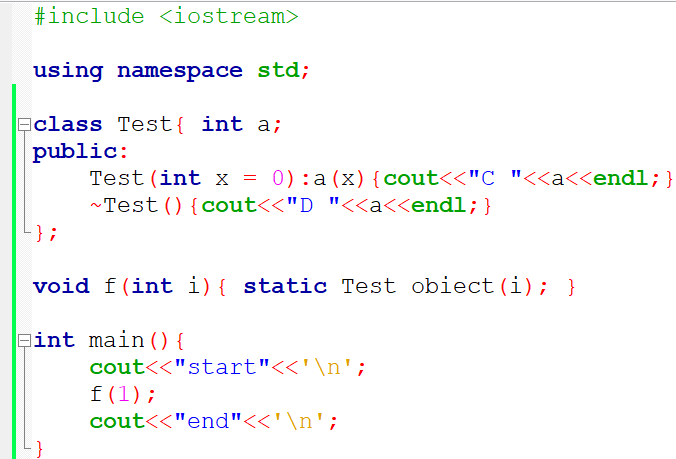 #include <iostream>
using namespace std;
class Test{ int a;
public:
Test(int x = 0):a(x){cout<<"C "<<a<<endl;}
~Test(){cout<<"D "<<a<<endl;}
};
void f(int i){ static Test obiect(i); }
int main(){
cout<<"start"<<'\n';
f(1);
cout<<"end"<<'\n';
}